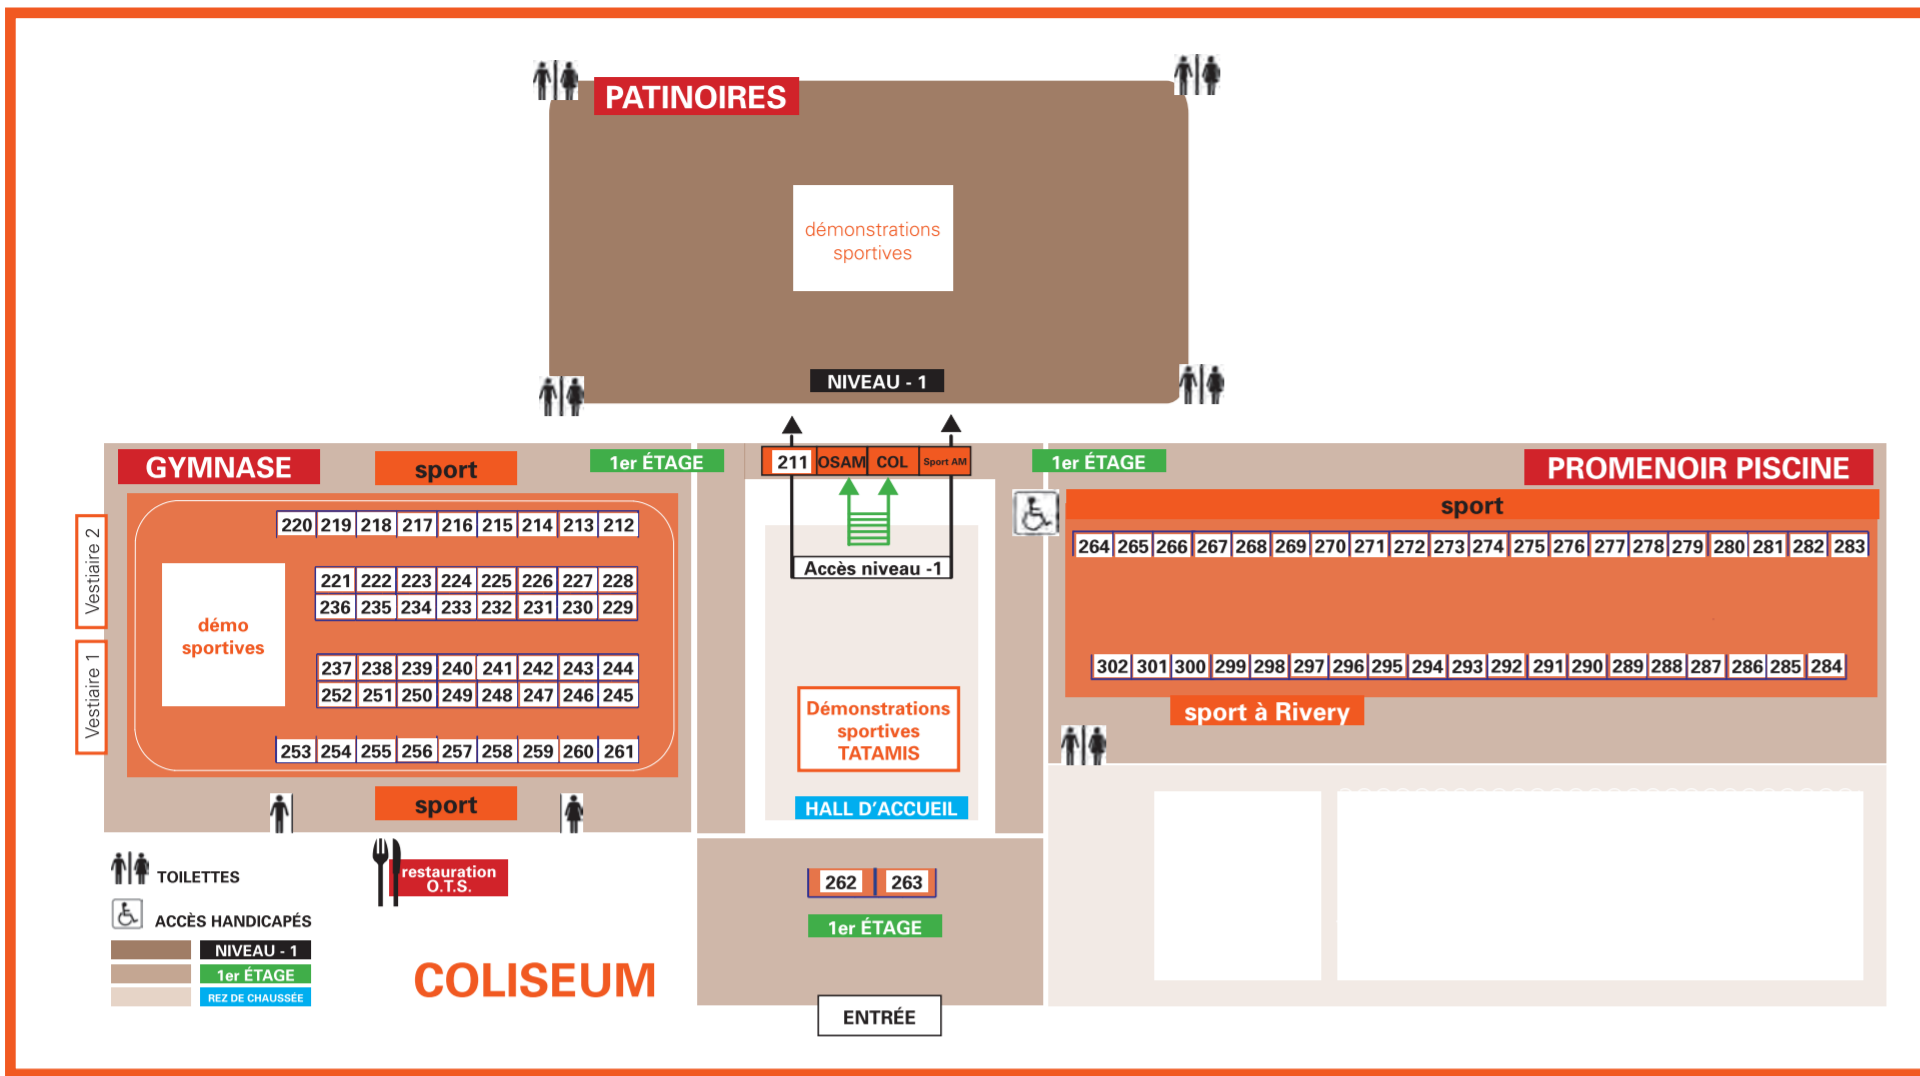 PATINOIRES
démonstrations
sportives
NIVEAU - 1
GYMNASE
sport
1er ÉTAGE
211 OSAM COL Sport AM
1er ÉTAGE
PROMENOIR PISCINE
sport
Vestiaire 2
Vestiaire 1
220 219 218 217 216 215 214 213 212
221 222 223 224 225 226 227 228
236 235 234 233 232 231 230 229
démo
sportives
237 238 239 240 241 242 243 244
252 251 250 249 248 247 246 245
253 254 255 256 257 258 259 260 261
sport
Accès niveau -1
Démonstrations
sportives
TATAMIS
HALL D'ACCUEIL
264 265 266 267 268 269 270 271 272 273 274 275 276 277 278 279 280 281 282 283
302 301 300 299 298 297 296 295 294 293 292 291 290 289 288 287 286 285 284
sport à Rivery
262 263
1er ÉTAGE
ENTRÉE
restauration
O.T.S.
TOILETTES
ACCÈS HANDICAPÉS
NIVEAU - 1
1er ÉTAGE
REZ DE CHAUSSÉE
COLISEUM